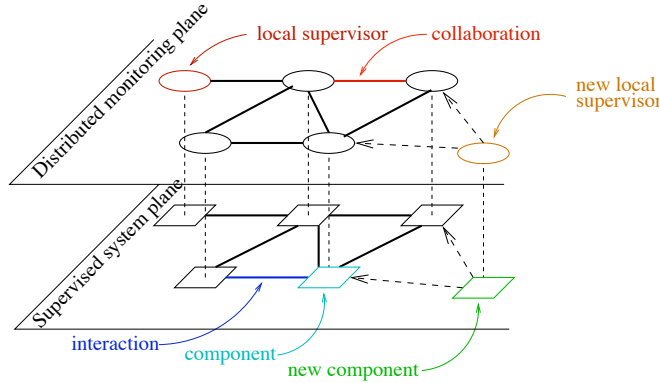 local supervisor
collaboration
new local
supervisor
Distributed monitoring plane
Supervised system plane
interaction
component
new component